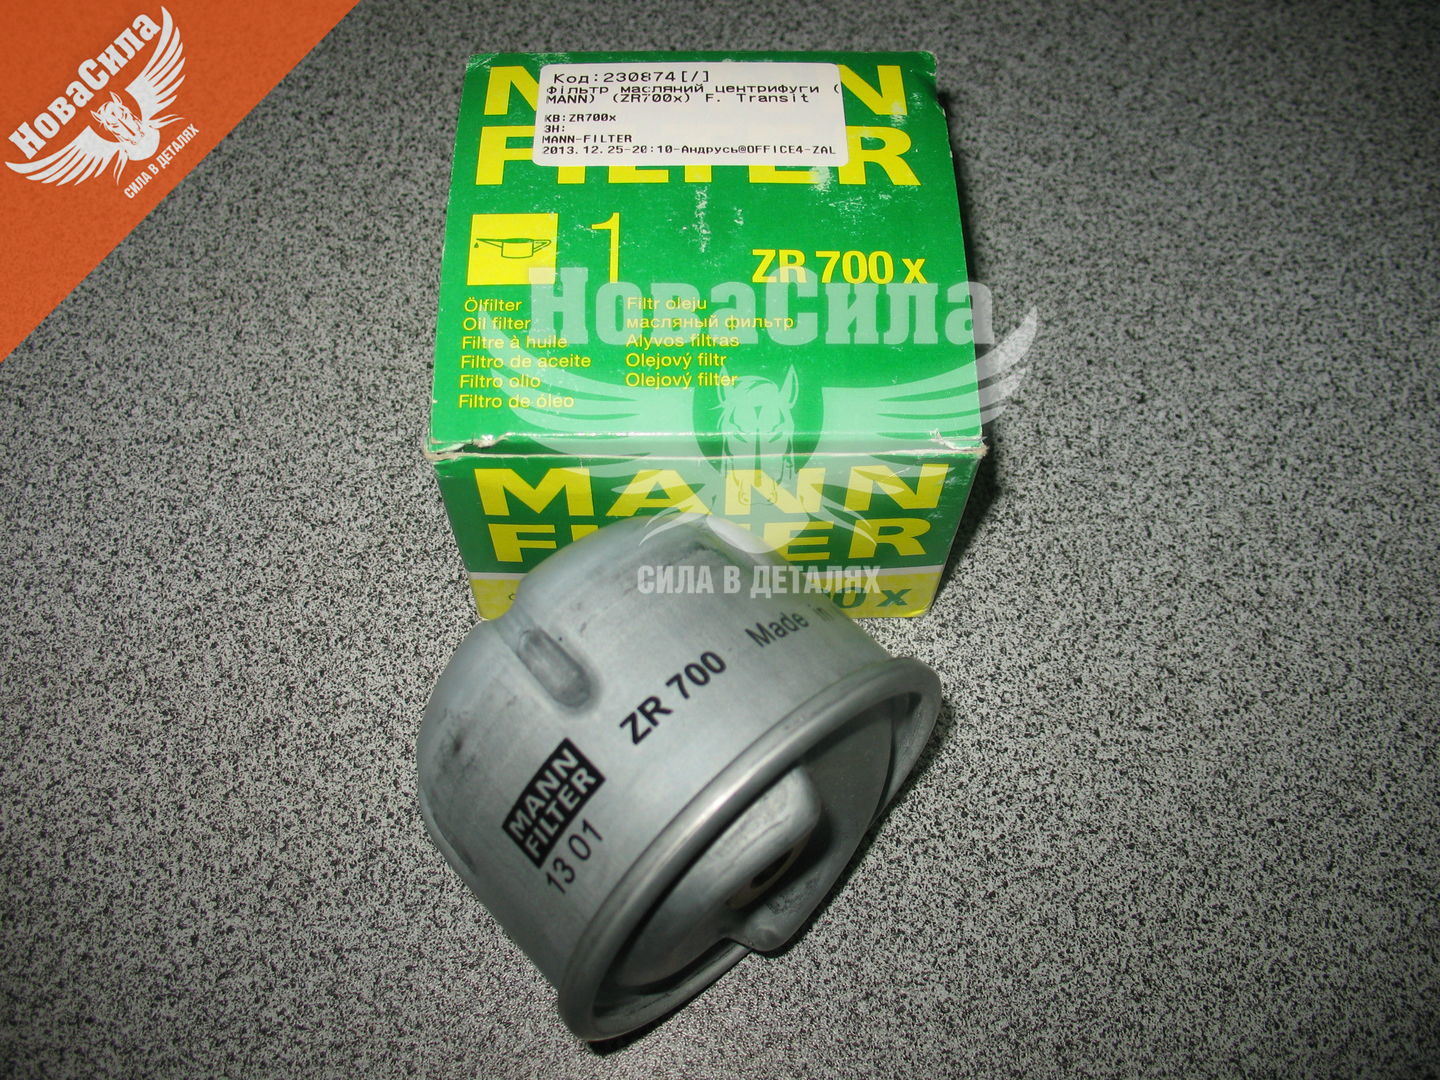 НоваСила
СИЛА В ДЕТАЛЯХ
MANN
FILTER
Код:230874[/]
Фільтр масляний центрифуги (
MANN) (ZR700x) F. Transit
КВ:ZR700x
ЗН:
MANN-FILTER
2013.12.25-20:10-Андрусь@OFFICE4-ZAL
1
ZR 700 x
Ölfilter
Oil filter
Filtre à huile
Filtro de aceite
Filtro olio
Filtro de óleo
Filtr oleju
масляный фильтр
Alyvos filtras
Olejový filtr
Olejový filter
НоваСила
СИЛА В ДЕТАЛЯХ
MANN
FILTER
00 x
ZR 700 Made in
MANN
FILTER
13 01